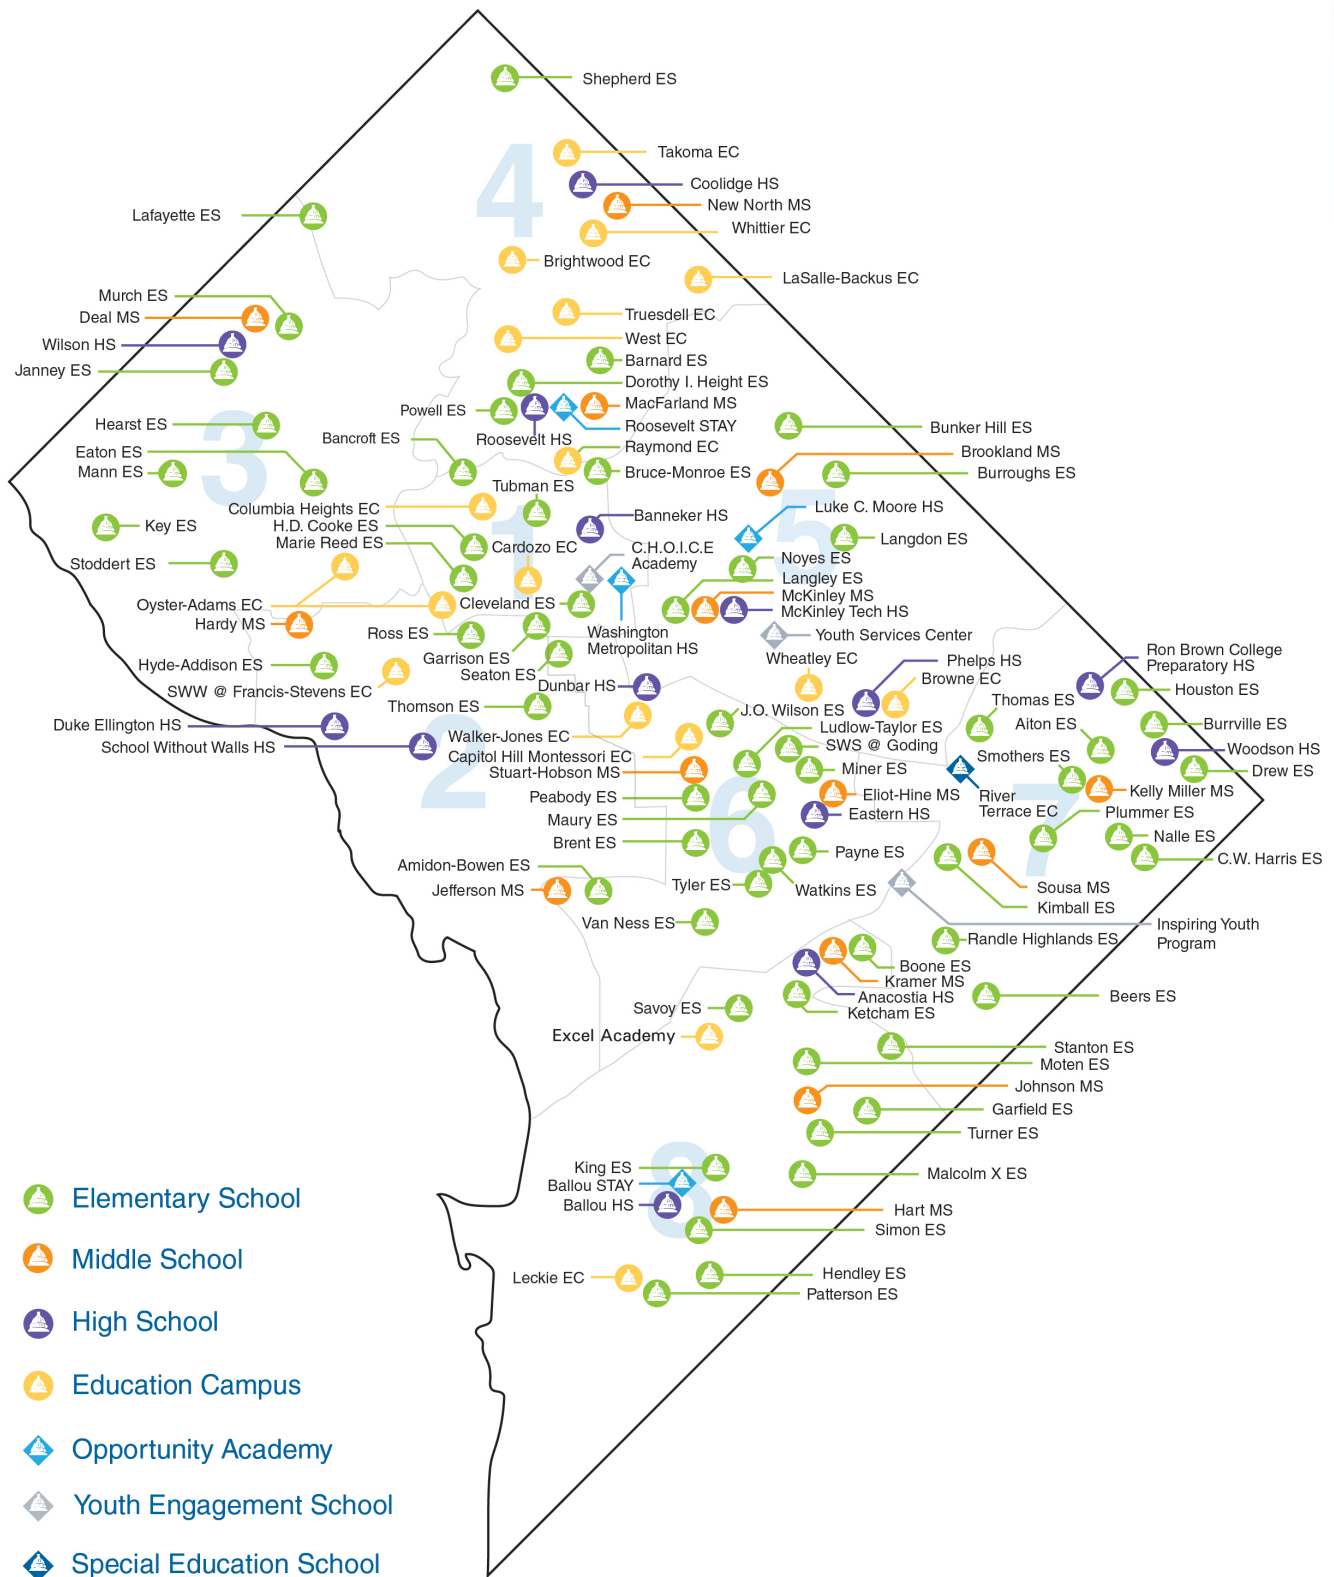 Shepherd ES
4
Takoma EC
Coolidge HS
New North MS
Lafayette ES
Whittier EC
Brightwood EC
LaSalle-Backus EC
Murch ES
Deal MS
Truesdell EC
Wilson HS
West EC
Barnard ES
Janney ES
Dorothy I. Height ES
Powell ES
MacFarland MS
Hearst ES
3
Roosevelt STAY
Bunker Hill ES
Bancroft ES
Roosevelt HS
Raymond EC
Eaton ES
Brookland MS
Mann ES
Bruce-Monroe ES
Burroughs ES
Tubman ES
5
Columbia Heights EC
Luke C. Moore HS
Key ES
H.D. Cooke ES
Banneker HS
1
Marie Reed ES
Cardozo EC
C.H.O.I.C.E
Academy
Langdon ES
Stoddert ES
Noyes ES
Langley ES
McKinley MS
Oyster-Adams EC
Cleveland ES
McKinley Tech HS
Hardy MS
Ross ES
Washington
Metropolitan HS
Youth Services Center
Garrison ES
Wheatley EC
Phelps HS
Ron Brown College
Preparatory HS
Hyde-Addison ES
Seaton ES
Browne EC
SWW @ Francis-Stevens EC
Dunbar HS
Houston ES
Thomson ES
Thomas ES
J.O. Wilson ES
Duke Ellington HS
2
Ludlow-Taylor ES
Aiton ES
Burrville ES
Walker-Jones EC
School Without Walls HS
SWS @ Goding
Woodson HS
Capitol Hill Montessori EC
Smothers ES
Stuart-Hobson MS
Miner ES
Drew ES
Peabody ES
6
Eliot-Hine MS
River
Terrace EC
7
Kelly Miller MS
Maury ES
Eastern HS
Plummer ES
Brent ES
Nalle ES
Payne ES
C.W. Harris ES
Amidon-Bowen ES
Jefferson MS
Tyler ES
Watkins ES
Sousa MS
Kimball ES
Van Ness ES
Inspiring Youth
Program
Randle Highlands ES
Boone ES
Kramer MS
Anacostia HS
Beers ES
Savoy ES
Ketcham ES
Excel Academy
Stanton ES
Moten ES
Johnson MS
Garfield ES
Turner ES
8
King ES
Malcolm X ES
Ballou STAY
Ballou HS
Hart MS
Simon ES
Leckie EC
Hendley ES
Patterson ES
Elementary School
Middle School
High School
Education Campus
Opportunity Academy
Youth Engagement School
Special Education School